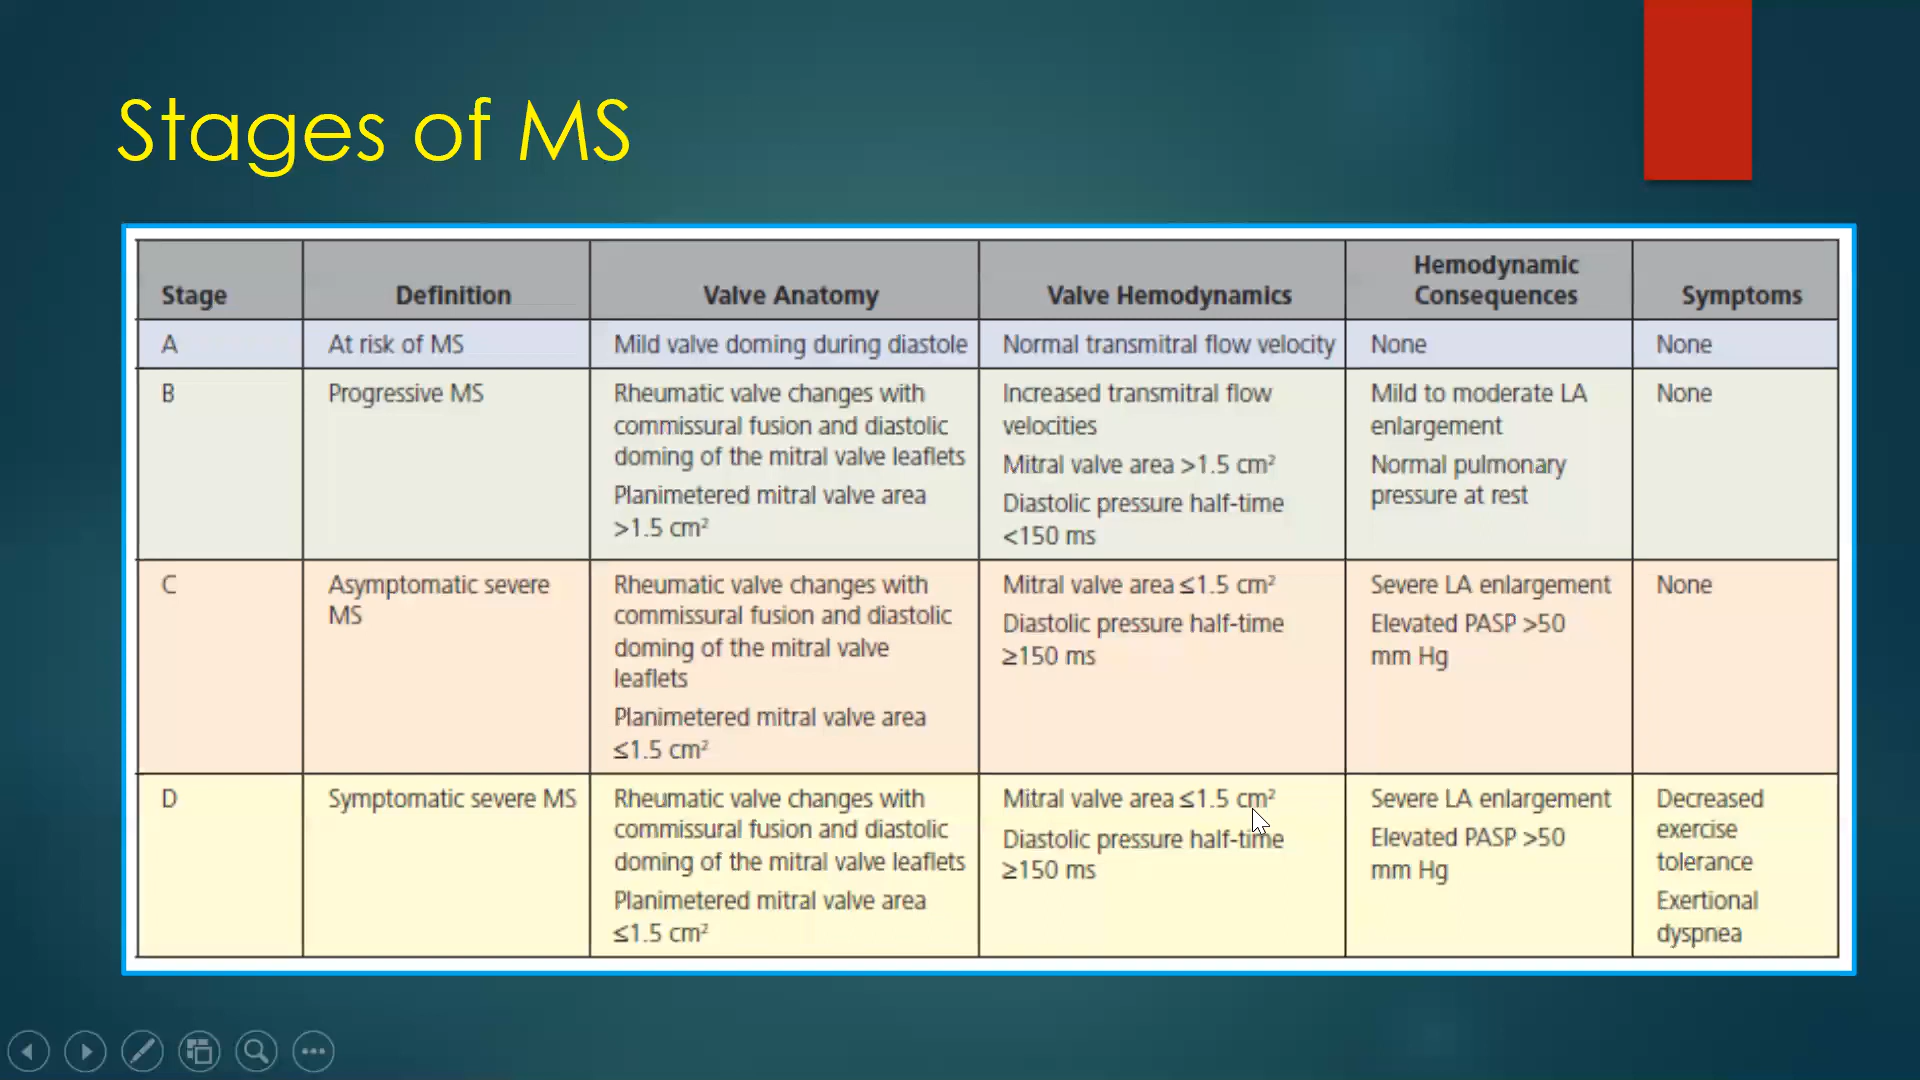 Stages of MS
Stage
Definition
Valve Anatomy
Valve Hemodynamics
Hemodynamic
Consequences
Symptoms
A
At risk of MS
Mild valve doming during diastole
Normal transmitral flow velocity
None
None
B
Progressive MS
Rheumatic valve changes with
commissural fusion and diastolic
doming of the mitral valve leaflets
Planimetered mitral valve area
>1.5 cm²
Increased transmitral flow
velocities
Mitral valve area >1.5 cm²
Diastolic pressure half-time
<150 ms
Mild to moderate LA
enlargement
Normal pulmonary
pressure at rest
None
C
Asymptomatic severe
MS
Rheumatic valve changes with
commissural fusion and diastolic
doming of the mitral valve
leaflets
Planimetered mitral valve area
≤1.5 cm²
Mitral valve area ≤1.5 cm²
Diastolic pressure half-time
≥150 ms
Severe LA enlargement
Elevated PASP >50
mm Hg
None
D
Symptomatic severe MS
Rheumatic valve changes with
commissural fusion and diastolic
doming of the mitral valve leaflets
Planimetered mitral valve area
≤1.5 cm²
Mitral valve area ≤1.5 cm²
Diastolic pressure half-time
≥150 ms
Severe LA enlargement
Elevated PASP >50
mm Hg
Decreased
exercise
tolerance
Exertional
dyspnea